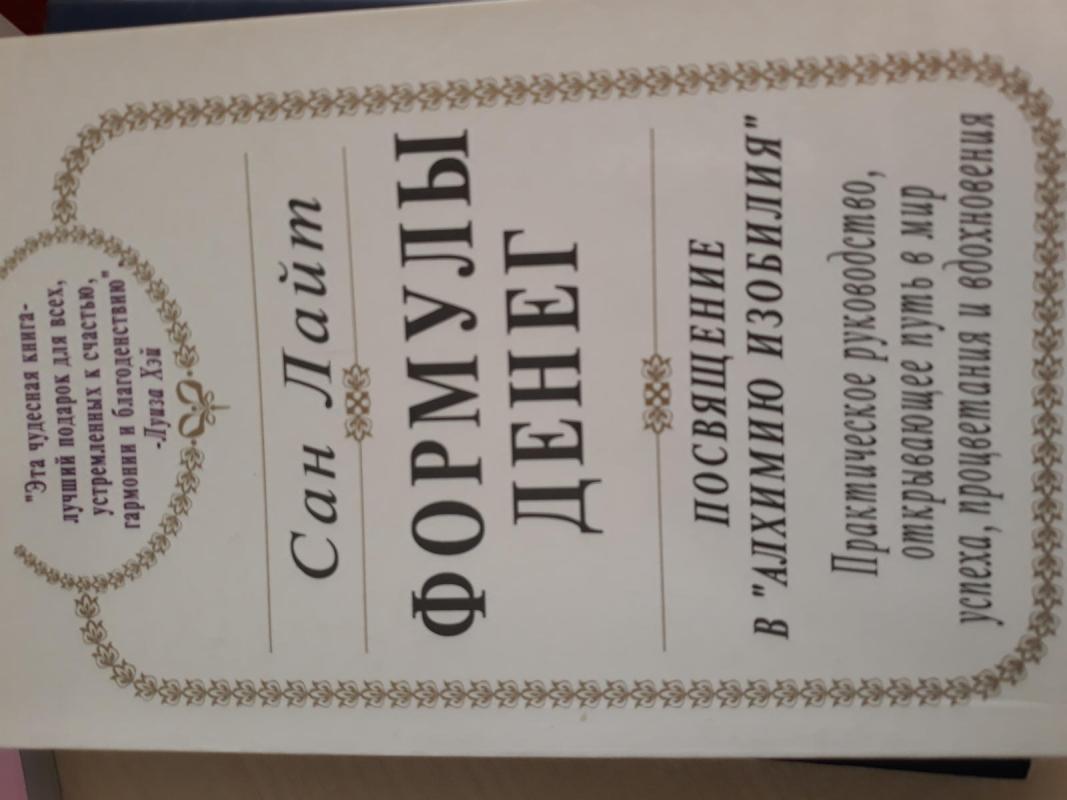 "Эта чудесная книга-
лучший подарок для всех,
устремленных к счастью,
гармонии и благоденствию"
-Луиза Хэй
Сан Лайт
ФОРМУЛЫ
ДЕНЕГ
ПОСВЯЩЕНИЕ
В "АЛХИМИЮ ИЗОБИЛИЯ"
Практическое руководство,
открывающее путь в мир
успеха, процветания и вдохновения